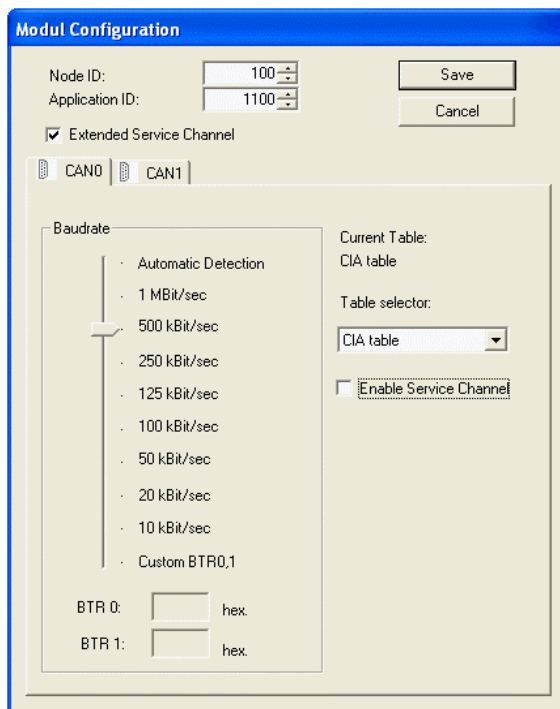 Modul Configuration
Node ID: 100
Save
Application ID: 1100
Cancel
Extended Service Channel
CAN0 CAN1
Baudrate
Automatic Detection
1 MBit/sec
500 kBit/sec
250 kBit/sec
125 kBit/sec
100 kBit/sec
50 kBit/sec
20 kBit/sec
10 kBit/sec
Custom BTR0,1
BTR 0: hex.
BTR 1: hex.
Current Table:
CIA table
Table selector:
CIA table
Enable Service Channel